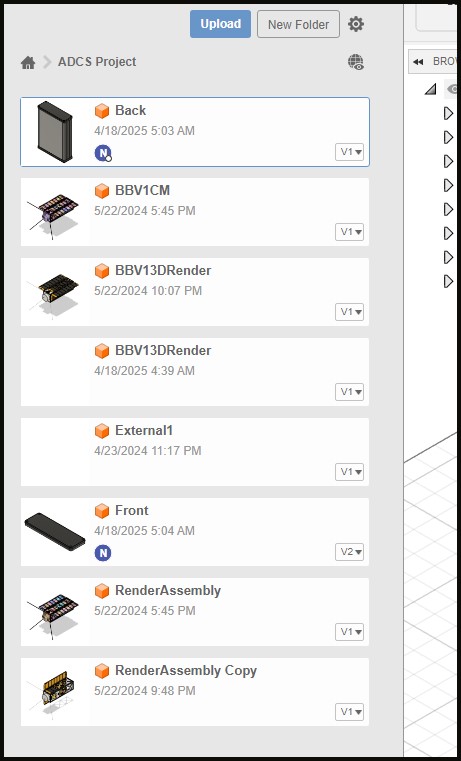 Upload
New Folder
ADCS Project
BROW
Back
4/18/2025 5:03 AM
N
V1
BBV1CM
5/22/2024 5:45 PM
V1
BBV13DRender
5/22/2024 10:07 PM
V1
BBV13DRender
4/18/2025 4:39 AM
V1
External1
4/23/2024 11:17 PM
V1
Front
4/18/2025 5:04 AM
N
V2
RenderAssembly
5/22/2024 5:45 PM
V1
RenderAssembly Copy
5/22/2024 9:48 PM
V1